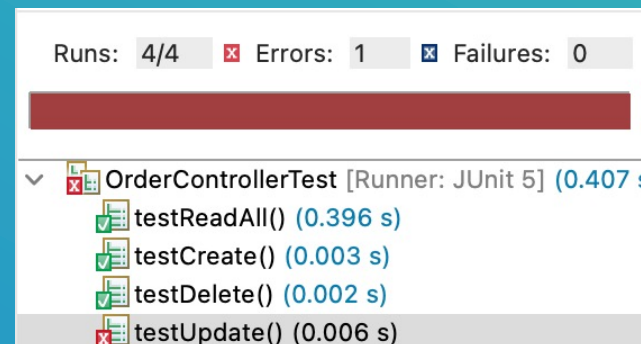 Runs: 4/4 Errors: 1 Failures: 0
OrderControllerTest [Runner: JUnit 5] (0.407 s
testReadAll() (0.396 s)
testCreate() (0.003 s)
testDelete() (0.002 s)
testUpdate() (0.006 s)